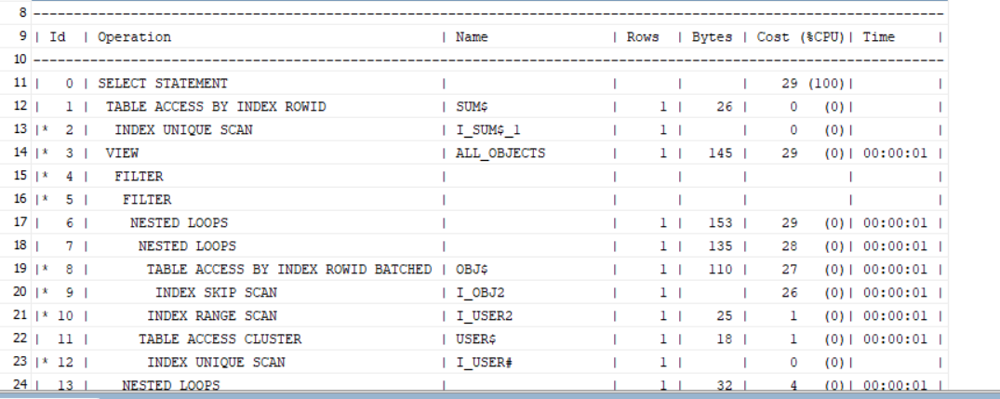 8 --------------------------------------------------------------------------------------------------------------
9 | Id  | Operation                                | Name                | Rows  | Bytes | Cost (%CPU)| Time     |
10 --------------------------------------------------------------------------------------------------------------
11 |   0 | SELECT STATEMENT                         |                     |       |       |    29 (100)|          |
12 |   1 |  TABLE ACCESS BY INDEX ROWID             | SUM$                |     1 |    26 |     0   (0)|          |
13 |*  2 |   INDEX UNIQUE SCAN                      | I_SUM$_1            |     1 |       |     0   (0)|          |
14 |*  3 |  VIEW                                    | ALL_OBJECTS         |     1 |   145 |    29   (0)| 00:00:01 |
15 |*  4 |   FILTER                                 |                     |       |       |            |          |
16 |*  5 |    FILTER                                |                     |       |       |            |          |
17 |   6 |     NESTED LOOPS                         |                     |     1 |   153 |    29   (0)| 00:00:01 |
18 |   7 |      NESTED LOOPS                        |                     |     1 |   135 |    28   (0)| 00:00:01 |
19 |*  8 |       TABLE ACCESS BY INDEX ROWID BATCHED | OBJ$                |     1 |   110 |    27   (0)| 00:00:01 |
20 |*  9 |        INDEX SKIP SCAN                   | I_OBJ2              |     1 |       |    26   (0)| 00:00:01 |
21 |* 10 |       INDEX RANGE SCAN                   | I_USER2             |     1 |    25 |     1   (0)| 00:00:01 |
22 |  11 |      TABLE ACCESS CLUSTER                | USER$               |     1 |    18 |     1   (0)| 00:00:01 |
23 |* 12 |       INDEX UNIQUE SCAN                  | I_USER#             |     1 |       |     0   (0)|          |
24 |  13 |    NESTED LOOPS                          |                     |     1 |    32 |     4   (0)| 00:00:01 |